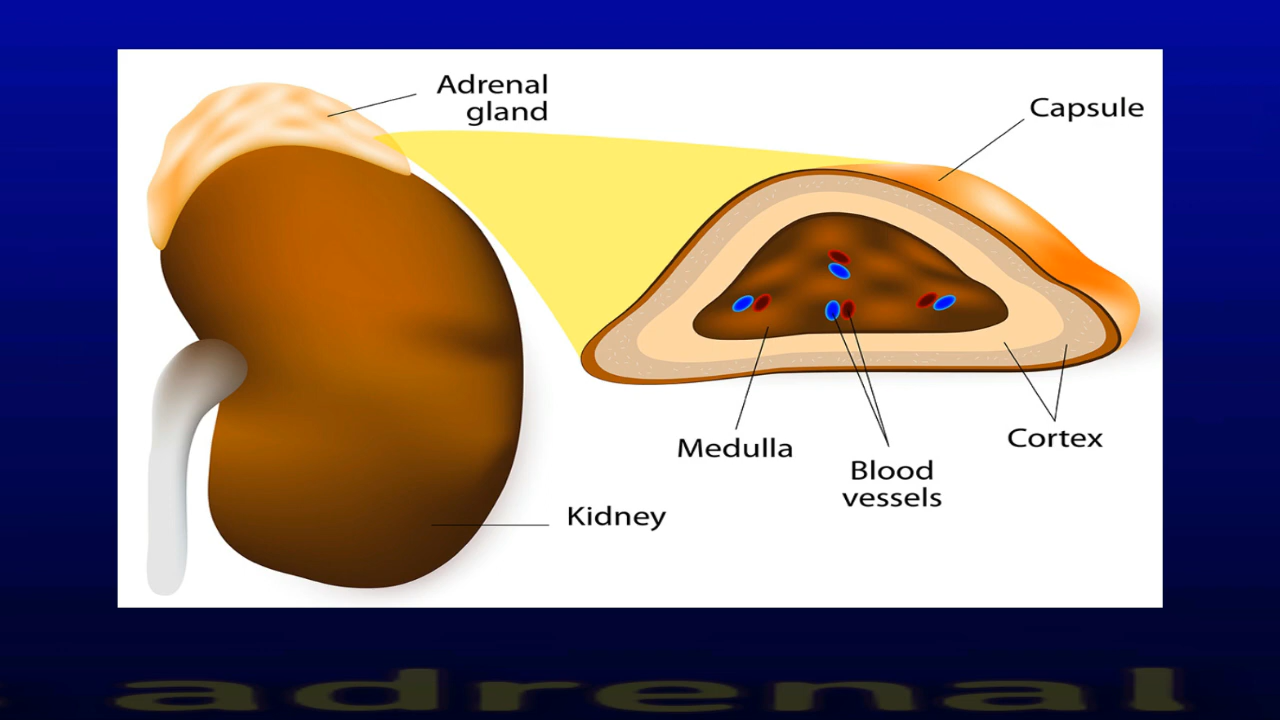 Adrenal
gland
Capsule
Medulla
Blood
vessels
Cortex
Kidney
adrenal